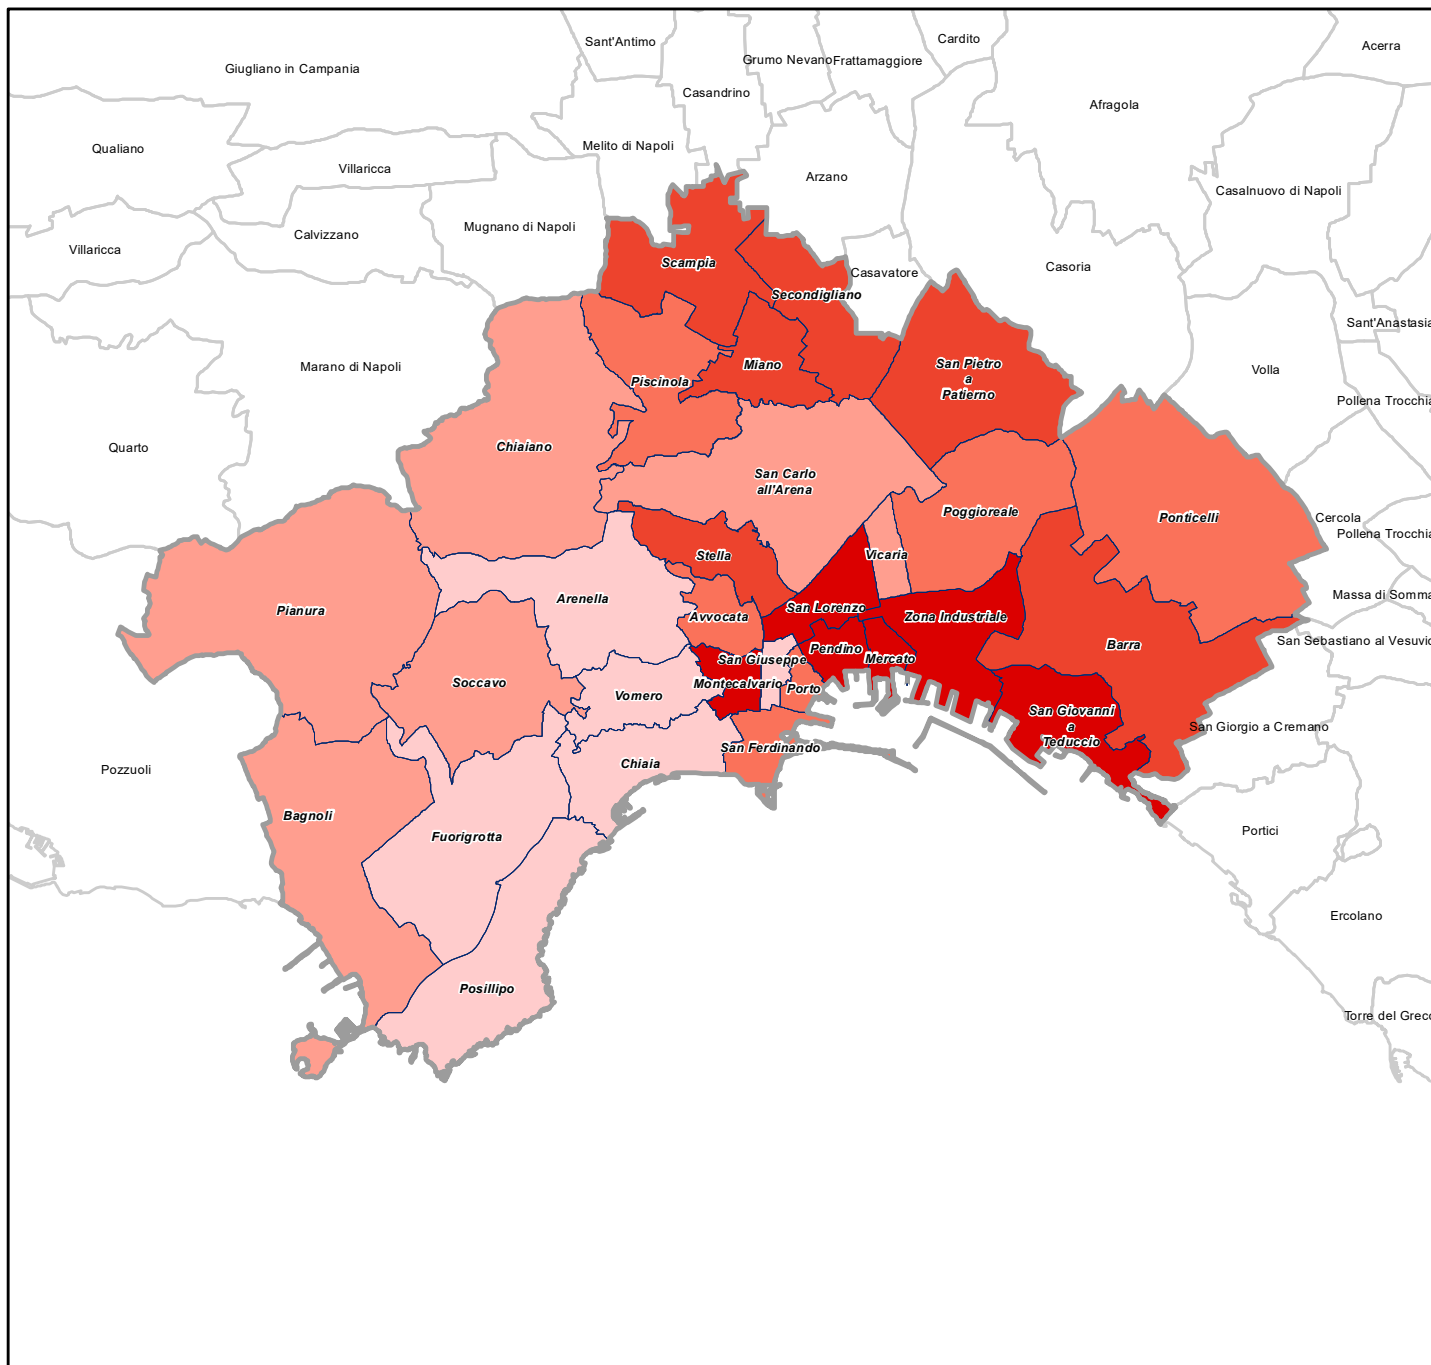 Sant'Antimo
Cardito
Acerra
Giugliano in Campania
Grumo Nevano
Frattamaggiore
Casandrino
Afragola
Qualiano
Melito di Napoli
Villaricca
Arzano
Casalnuovo di Napoli
Mugnano di Napoli
Calvizzano
Villaricca
Scampia
Casavatore
Casoria
Secondigliano
Sant'Anastasia
Marano di Napoli
Miano
San Pietro
a
Patierno
Volla
Piscinola
Pollena Trocchia
Quarto
Chiaiano
San Carlo
all'Arena
Poggioreale
Ponticelli
Cercola
Pollena Trocchia
Stella
Vicaria
Massa di Somma
Pianura
Arenella
San Lorenzo
Avvocata
Zona Industriale
San Sebastiano al Vesuvio
Barra
Pendino
San Giuseppe
Mercato
Soccavo
Montecalvario
Porto
Vomero
San Giovanni
a
Teduccio
San Giorgio a Cremano
San Ferdinando
Chiaia
Pozzuoli
Bagnoli
Fuorigrotta
Portici
Ercolano
Posillipo
Torre del Greco